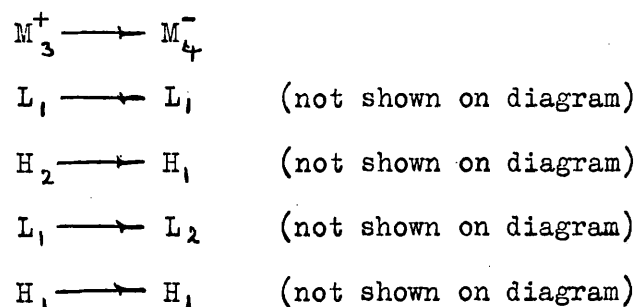 M₃⁺ ⟶ M₄⁻
L₁ ⟶ L₁ (not shown on diagram)
H₂ ⟶ H₁ (not shown on diagram)
L₁ ⟶ L₂ (not shown on diagram)
H₁ ⟶ H₁ (not shown on diagram)